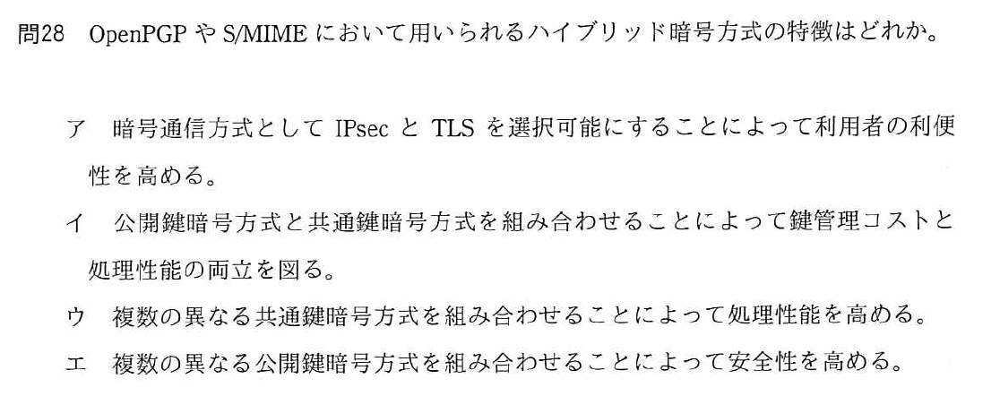 問28 OpenPGP や S/MIME において用いられるハイブリッド暗号方式の特徴はどれか。
ア 暗号通信方式として IPsec と TLS を選択可能にすることによって利用者の利便
性を高める。
イ 公開鍵暗号方式と共通鍵暗号方式を組み合わせることによって鍵管理コストと
処理性能の両立を図る。
ウ 複数の異なる共通鍵暗号方式を組み合わせることによって処理性能を高める。
エ 複数の異なる公開鍵暗号方式を組み合わせることによって安全性を高める。